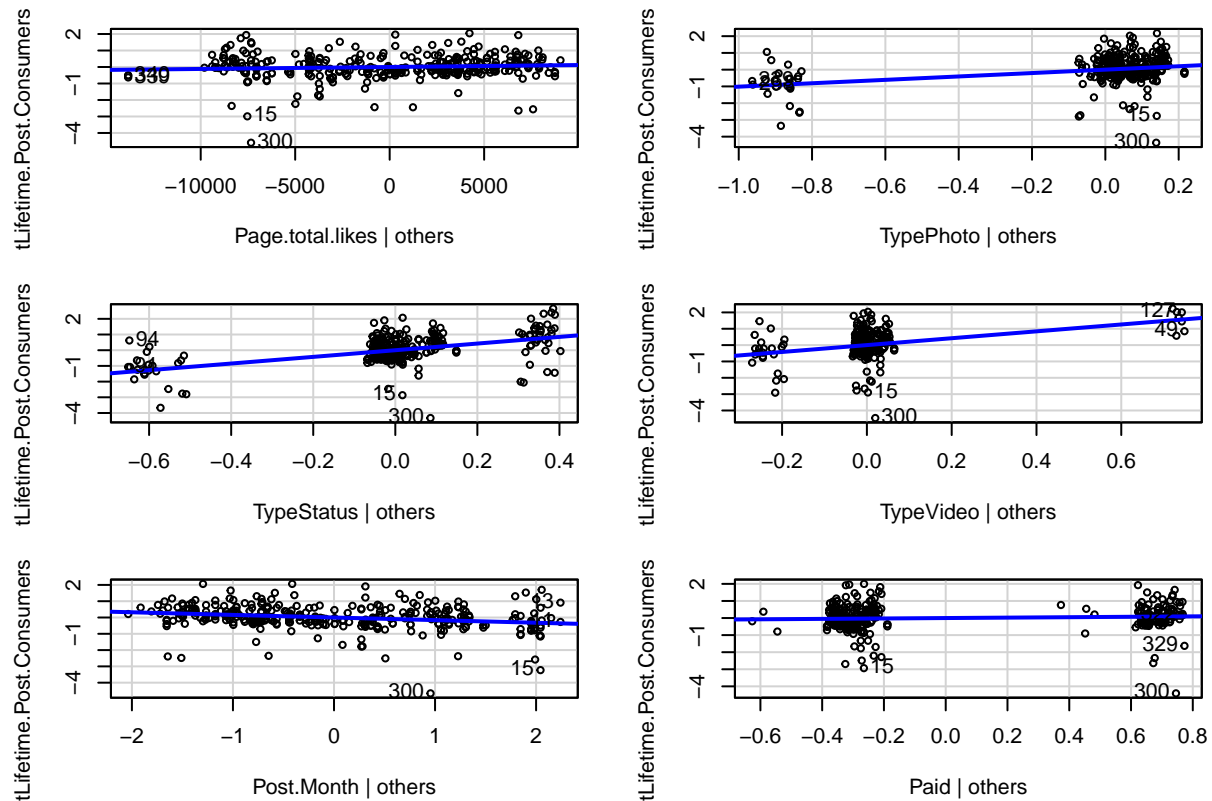 tLifetime.Post.Consumers
2
−1
−4
15
300
−10000 −5000 0 5000
Page.total.likes | others
tLifetime.Post.Consumers
2
−1
−4
15
300
−1.0 −0.8 −0.6 −0.4 −0.2 0.0 0.2
TypePhoto | others
tLifetime.Post.Consumers
2
−1
−4
94
15
300
−0.6 −0.4 −0.2 0.0 0.2 0.4
TypeStatus | others
tLifetime.Post.Consumers
2
−1
−4
127
49
15
300
−0.2 0.0 0.2 0.4 0.6
TypeVideo | others
tLifetime.Post.Consumers
2
−1
−4
15
300
−2 −1 0 1 2
Post.Month | others
tLifetime.Post.Consumers
2
−1
−4
329
15
300
−0.6 −0.4 −0.2 0.0 0.2 0.4 0.6 0.8
Paid | others